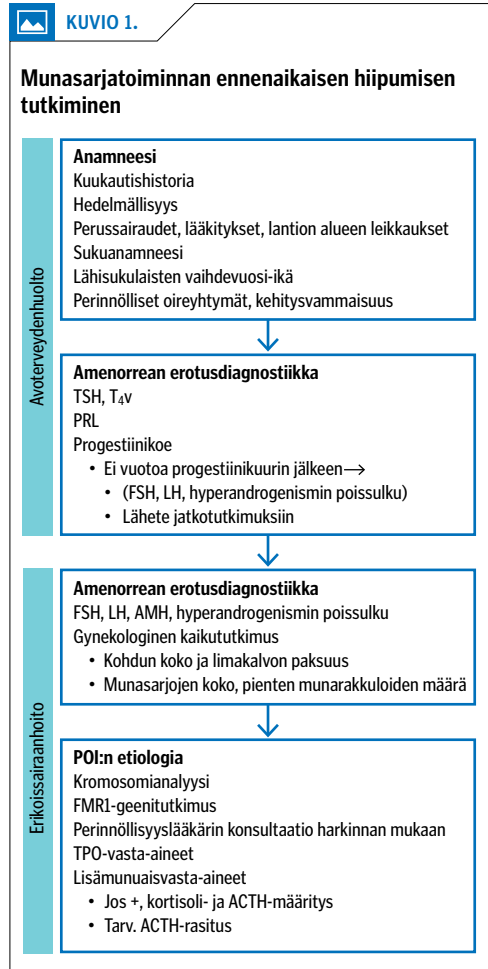 KUVIO 1.
Munasarjatoiminnan ennenaikaisen hiipumisen
tutkiminen
Avoterveydenhuolto
Anamneesi
Kuukautishistoria
Hedelmällisyys
Perussairaudet, lääkitykset, lantion alueen leikkaukset
Sukuanamneesi
Lähisukulaisten vaihdevuosi-ikä
Perinnölliset oireyhtymät, kehitysvammaisuus
Amenorrean erotusdiagnostiikka
TSH, T₄v
PRL
Progestiinikoe
• Ei vuotoa progestiinikuurin jälkeen→
• (FSH, LH, hyperandrogenismin poissulku)
• Lähete jatkotutkimuksiin
Erikoissairaanhoito
Amenorrean erotusdiagnostiikka
FSH, LH, AMH, hyperandrogenismin poissulku
Gynekologinen kaikututkimus
• Kohdun koko ja limakalvon paksuus
• Munasarjojen koko, pienten munarakkuloiden määrä
POI:n etiologia
Kromosomianalyysi
FMR1-geenitutkimus
Perinnöllisyyslääkärin konsultaatio harkinnan mukaan
TPO-vasta-aineet
Lisämunuaisvasta-aineet
• Jos +, kortisoli- ja ACTH-määritys
• Tarv. ACTH-rasitus